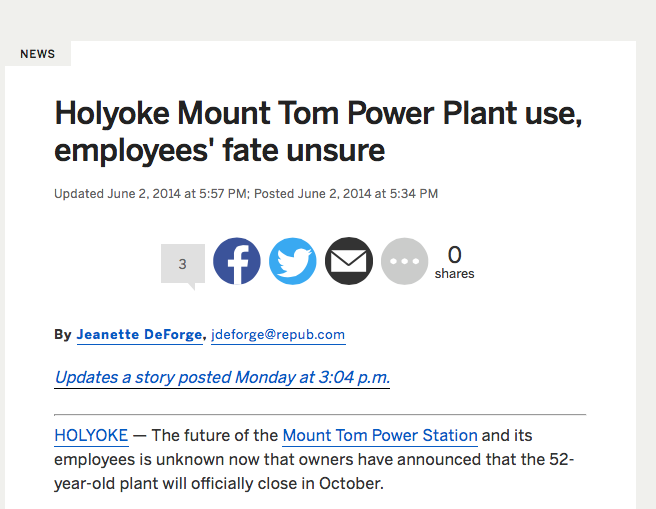 NEWS
Holyoke Mount Tom Power Plant use,
employees' fate unsure
Updated June 2, 2014 at 5:57 PM; Posted June 2, 2014 at 5:34 PM
3
0
shares
By Jeanette DeForge, jdeforge@repub.com
Updates a story posted Monday at 3:04 p.m.
HOLYOKE — The future of the Mount Tom Power Station and its
employees is unknown now that owners have announced that the 52-
year-old plant will officially close in October.